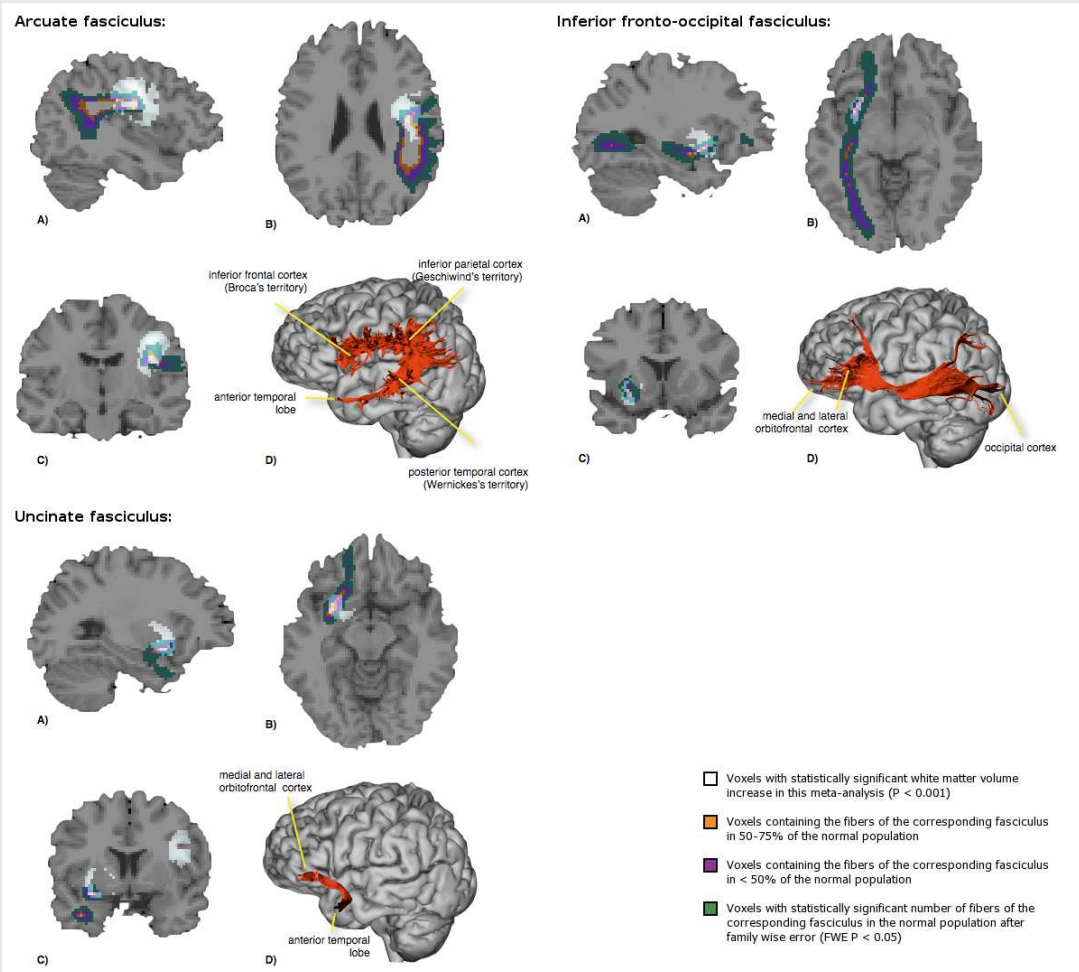 Arcuate fasciculus:
A)
B)
C)
inferior frontal cortex
(Broca's territory)
inferior parietal cortex
(Geschiwind's territory)
anterior temporal
lobe
posterior temporal cortex
(Wernickes's territory)
D)
Inferior fronto-occipital fasciculus:
A)
B)
C)
medial and lateral
orbitofrontal cortex
occipital cortex
D)
Uncinate fasciculus:
A)
B)
C)
medial and lateral
orbitofrontal cortex
anterior temporal
lobe
D)
Voxels with statistically significant white matter volume
increase in this meta-analysis (P < 0.001)
Voxels containing the fibers of the corresponding fasciculus
in 50-75% of the normal population
Voxels containing the fibers of the corresponding fasciculus
in < 50% of the normal population
Voxels with statistically significant number of fibers of the
corresponding fasciculus in the normal population after
family wise error (FWE P < 0.05)